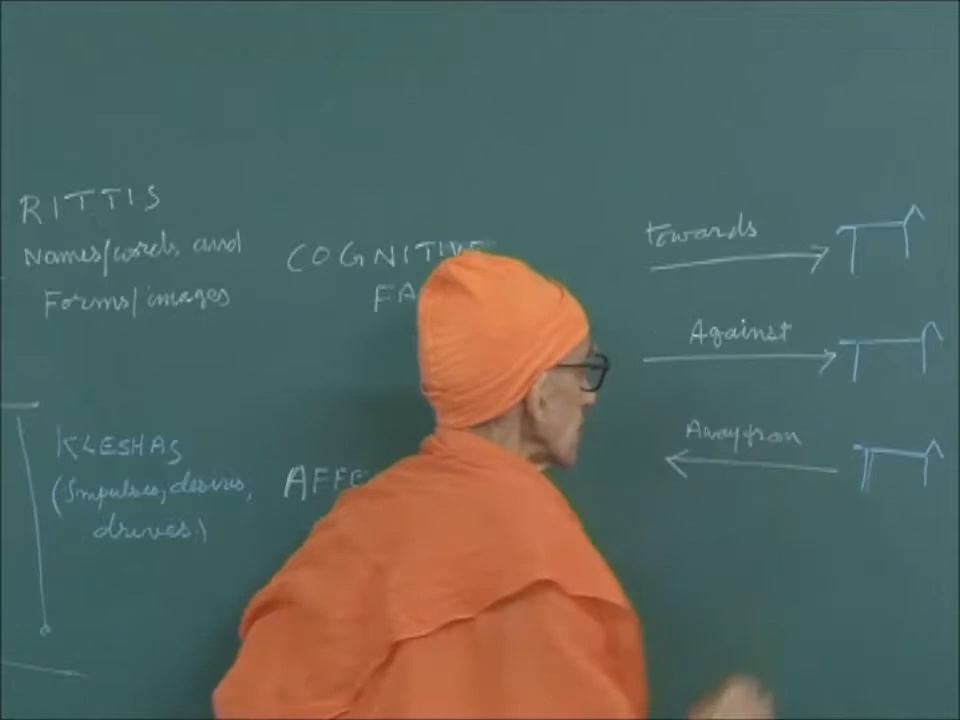 RITTIS
Names/words and
Forms/images
COGNITIVE
FA
KLESHAS
(Impulses, desires,
drives)
AFFE
towards
Against
Away from